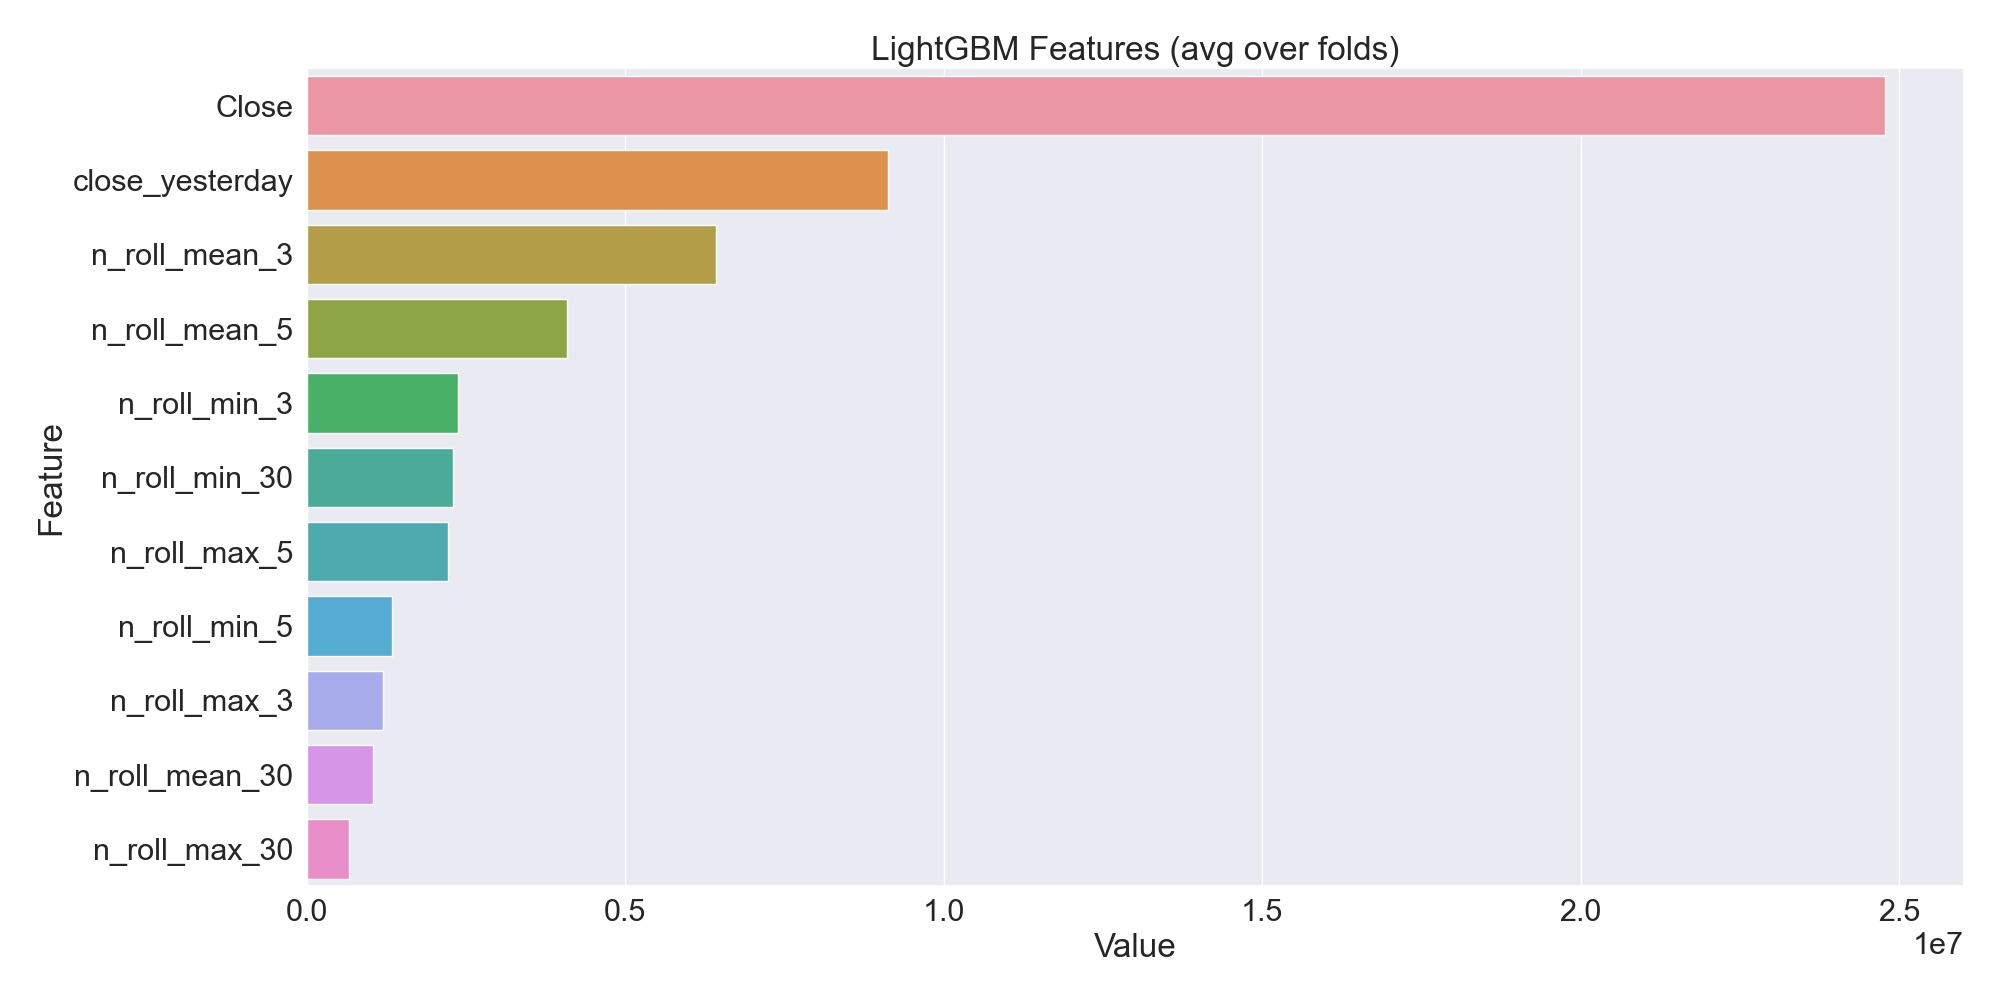 LightGBM Features (avg over folds)
Feature
Close
close_yesterday
n_roll_mean_3
n_roll_mean_5
n_roll_min_3
n_roll_min_30
n_roll_max_5
n_roll_min_5
n_roll_max_3
n_roll_mean_30
n_roll_max_30
0.0 0.5 1.0 1.5 2.0 2.5
1e7
Value